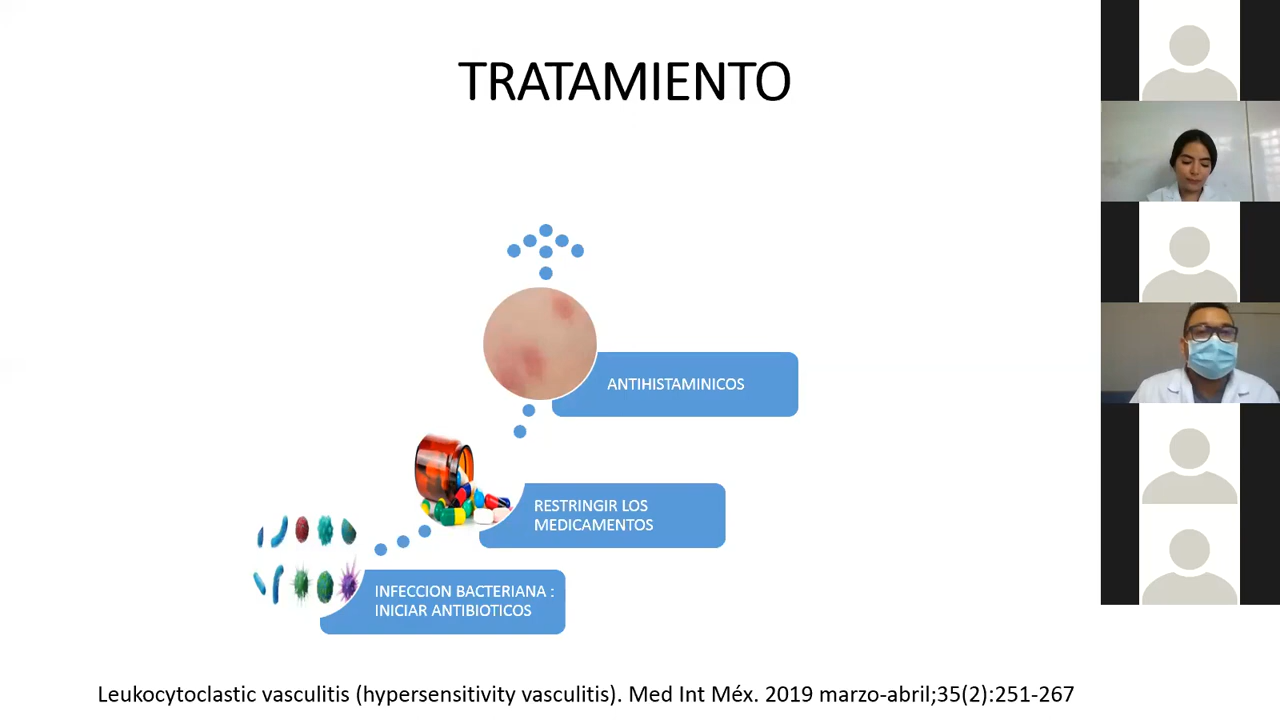 TRATAMIENTO
ANTIHISTAMINICOS
RESTRINGIR LOS
MEDICAMENTOS
INFECCION BACTERIANA :
INICIAR ANTIBIOTICOS
Leukocytoclastic vasculitis (hypersensitivity vasculitis). Med Int Méx. 2019 marzo-abril;35(2):251-267